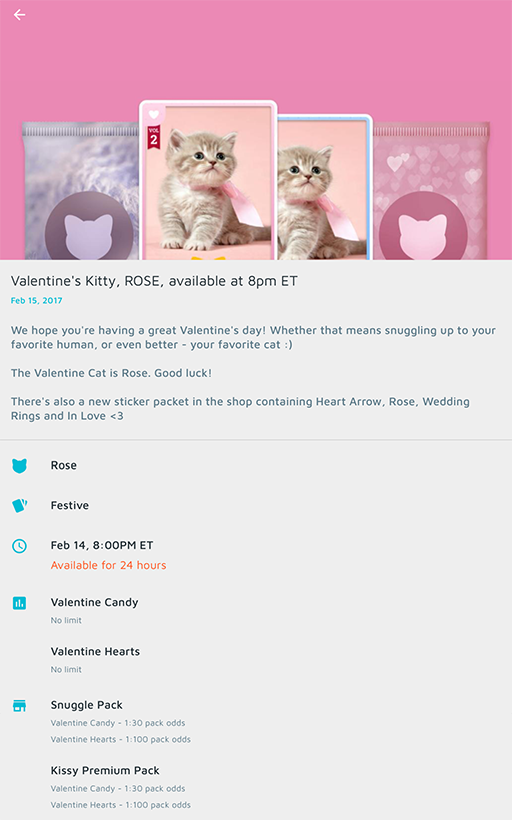 VOL
2
Valentine's Kitty, ROSE, available at 8pm ET
Feb 15, 2017
We hope you're having a great Valentine's day! Whether that means snuggling up to your
favorite human, or even better - your favorite cat :)
The Valentine Cat is Rose. Good luck!
There's also a new sticker packet in the shop containing Heart Arrow, Rose, Wedding
Rings and In Love <3
Rose
Festive
Feb 14, 8:00PM ET
Available for 24 hours
Valentine Candy
No limit
Valentine Hearts
No limit
Snuggle Pack
Valentine Candy - 1:30 pack odds
Valentine Hearts - 1:100 pack odds
Kissy Premium Pack
Valentine Candy - 1:30 pack odds
Valentine Hearts - 1:100 pack odds